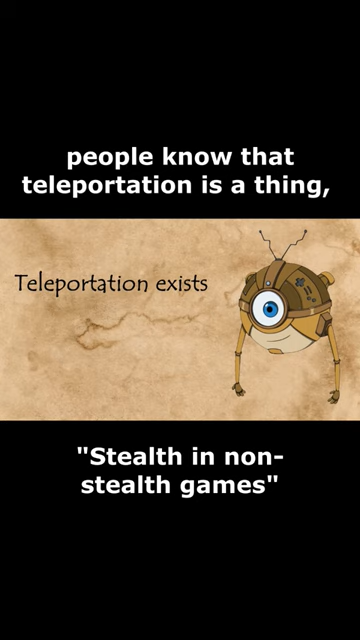 people know that
teleportation is a thing,
Teleportation exists
"Stealth in non-
stealth games"